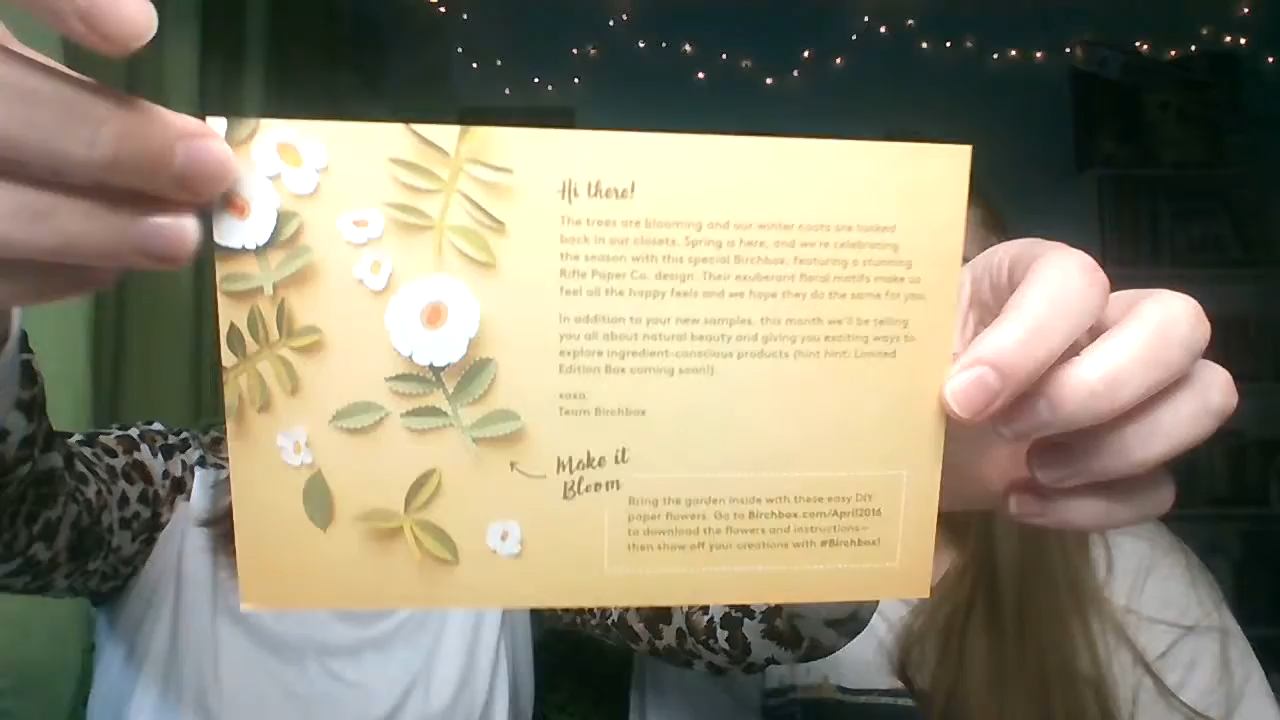 Hi there!
The trees are blooming and our winter coats are tucked
back in our closets. Spring is here, and we're celebrating
the season with this special Birchbox, featuring a stunning
Rifle Paper Co. design. Their exuberant floral motifs make us
feel all the happy feels and we hope they do the same for you.
In addition to your new samples, this month we'll be telling
you all about natural beauty and giving you exciting ways to
explore ingredient-conscious products (hint hint: Limited
Edition Box coming soon!).
xoxo,
Team Birchbox
Make it
Bloom
Bring the garden inside with these easy DIY
paper flowers. Go to Birchbox.com/April2016
to download the flowers and instructions—
then show off your creations with #Birchbox!